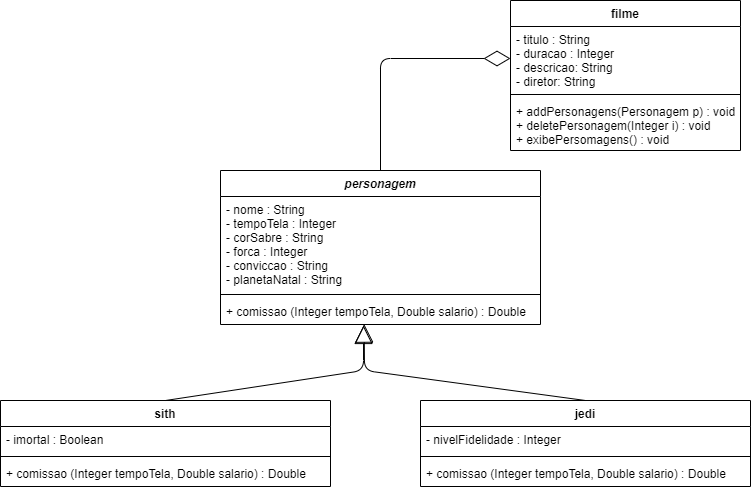 filme
- titulo : String
- duracao : Integer
- descricao: String
- diretor: String
+ addPersonagens(Personagem p) : void
+ deletePersonagem(Integer i) : void
+ exibePersomagens() : void
personagem
- nome : String
- tempoTela : Integer
- corSabre : String
- forca : Integer
- conviccao : String
- planetaNatal : String
+ comissao (Integer tempoTela, Double salario) : Double
sith
- imortal : Boolean
+ comissao (Integer tempoTela, Double salario) : Double
jedi
- nivelFidelidade : Integer
+ comissao (Integer tempoTela, Double salario) : Double